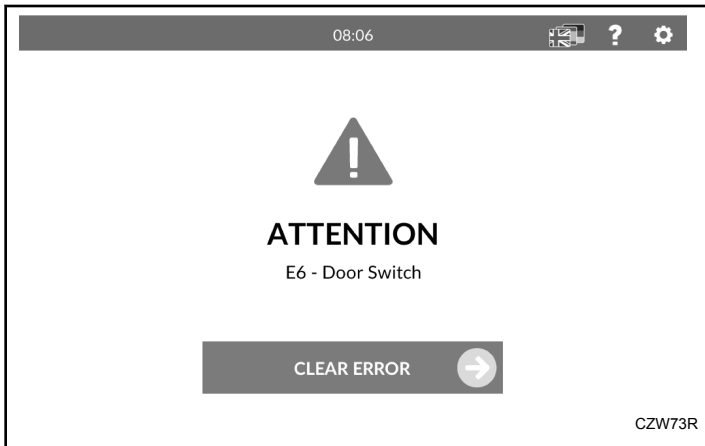 08:06
?
ATTENTION
E6 - Door Switch
CLEAR ERROR
CZW73R